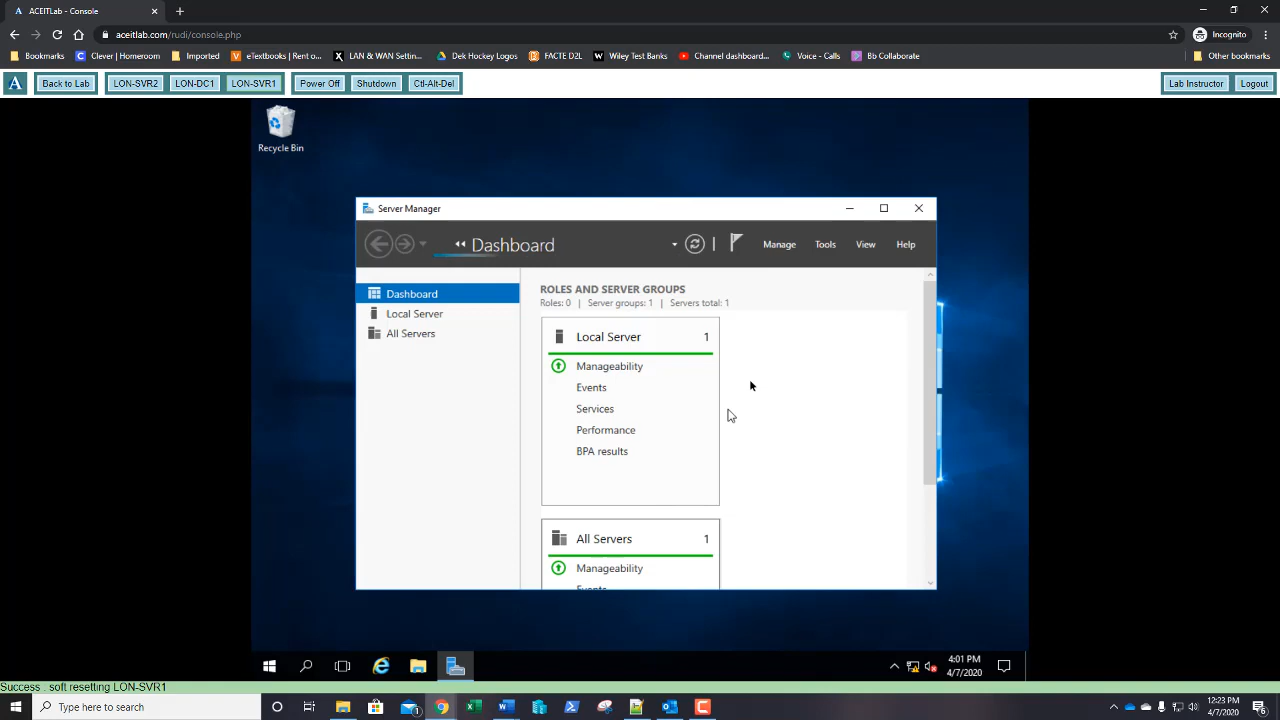 ACEITLab - Console
aceitlab.com/rudi/console.php
Incognito
Bookmarks
Clever | Homeroom
Imported
eTextbooks | Rent o...
LAN & WAN Settin...
Dek Hockey Logos
FACTE D2L
Wiley Test Banks
Channel dashboard...
Voice - Calls
Bb Collaborate
Other bookmarks
A
Back to Lab
LON-SVR2
LON-DC1
LON-SVR1
Power Off
Shutdown
Ctl-Alt-Del
Lab Instructor
Logout
Recycle Bin
Server Manager
Dashboard
Manage
Tools
View
Help
Dashboard
Local Server
All Servers
ROLES AND SERVER GROUPS
Roles: 0 | Server groups: 1 | Servers total: 1
Local Server 1
Manageability
Events
Services
Performance
BPA results
All Servers 1
Manageability
Events
4:01 PM
4/7/2020
Success : soft resetting LON-SVR1
Type here to search
12:23 PM
4/7/2020